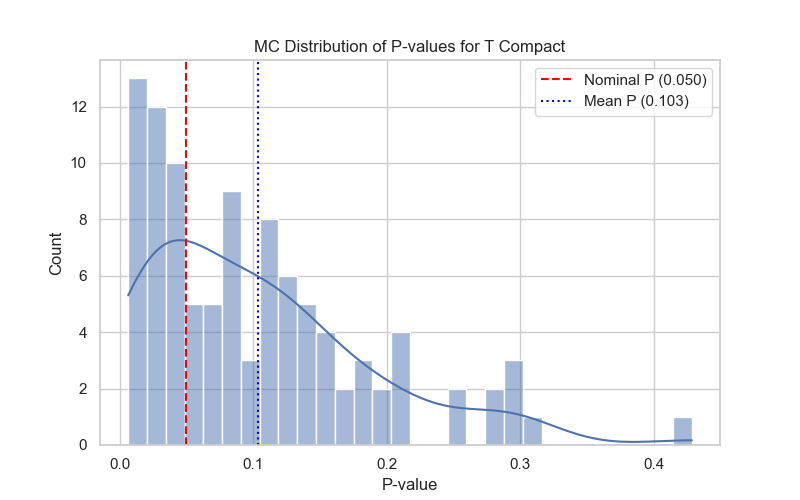 MC Distribution of P-values for T Compact
Nominal P (0.050)
Mean P (0.103)
Count
12
10
8
6
4
2
0
0.0 0.1 0.2 0.3 0.4
P-value